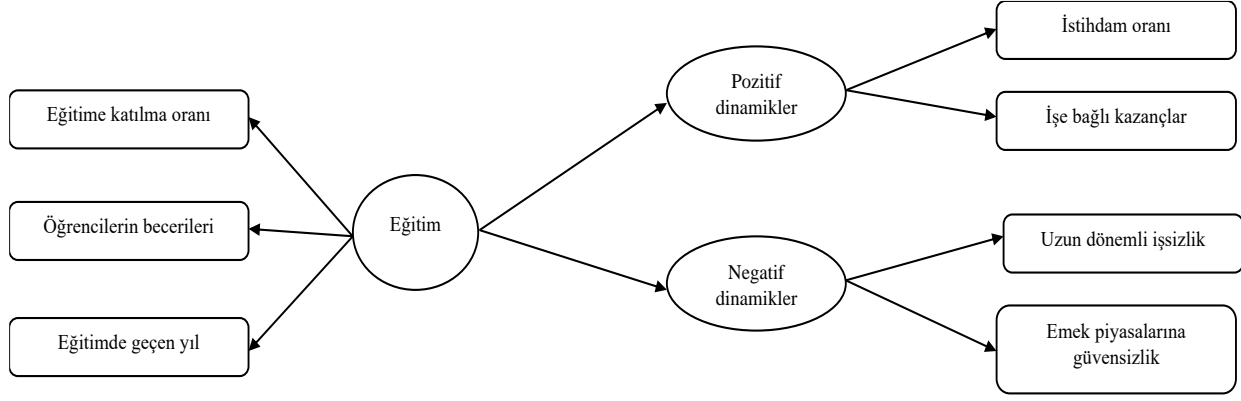 Eğitime katılma oranı
Öğrencilerin becerileri
Eğitimde geçen yıl
Eğitim
Pozitif
dinamikler
Negatif
dinamikler
İstihdam oranı
İşe bağlı kazançlar
Uzun dönemli işsizlik
Emek piyasalarına
güvensizlik